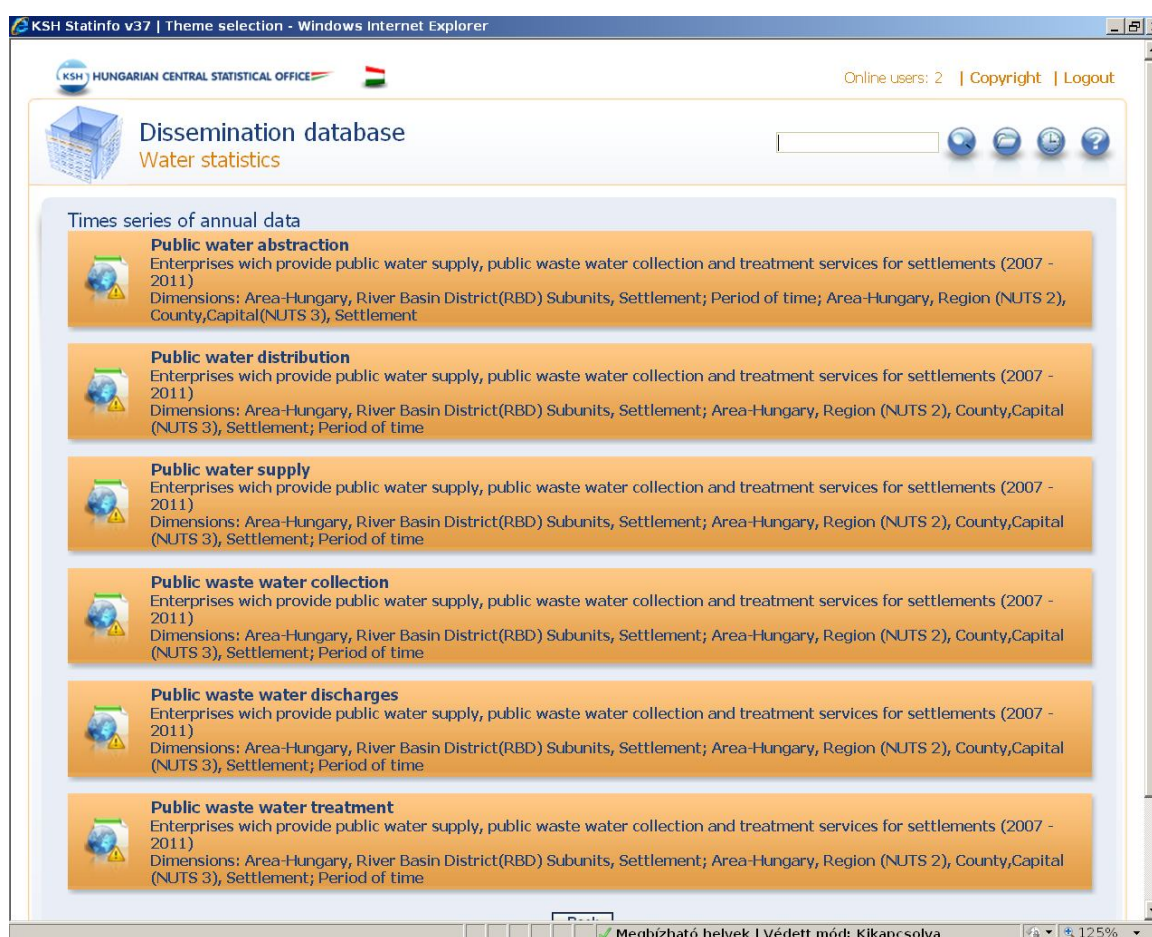 KSH Statinfo v37 | Theme selection - Windows Internet Explorer
KSH HUNGARIAN CENTRAL STATISTICAL OFFICE
Online users: 2 | Copyright | Logout
Dissemination database
Water statistics
Times series of annual data
Public water abstraction
Enterprises wich provide public water supply, public waste water collection and treatment services for settlements (2007 -
2011)
Dimensions: Area-Hungary, River Basin District(RBD) Subunits, Settlement; Period of time; Area-Hungary, Region (NUTS 2),
County,Capital(NUTS 3), Settlement
Public water distribution
Enterprises wich provide public water supply, public waste water collection and treatment services for settlements (2007 -
2011)
Dimensions: Area-Hungary, River Basin District(RBD) Subunits, Settlement; Area-Hungary, Region (NUTS 2), County,Capital
(NUTS 3), Settlement; Period of time
Public water supply
Enterprises wich provide public water supply, public waste water collection and treatment services for settlements (2007 -
2011)
Dimensions: Area-Hungary, River Basin District(RBD) Subunits, Settlement; Area-Hungary, Region (NUTS 2), County,Capital
(NUTS 3), Settlement; Period of time
Public waste water collection
Enterprises wich provide public water supply, public waste water collection and treatment services for settlements (2007 -
2011)
Dimensions: Area-Hungary, River Basin District(RBD) Subunits, Settlement; Area-Hungary, Region (NUTS 2), County,Capital
(NUTS 3), Settlement; Period of time
Public waste water discharges
Enterprises wich provide public water supply, public waste water collection and treatment services for settlements (2007 -
2011)
Dimensions: Area-Hungary, River Basin District(RBD) Subunits, Settlement; Area-Hungary, Region (NUTS 2), County,Capital
(NUTS 3), Settlement; Period of time
Public waste water treatment
Enterprises wich provide public water supply, public waste water collection and treatment services for settlements (2007 -
2011)
Dimensions: Area-Hungary, River Basin District(RBD) Subunits, Settlement; Area-Hungary, Region (NUTS 2), County,Capital
(NUTS 3), Settlement; Period of time
Megbízható helyek | Védett mód: Kikapcsolva 125%